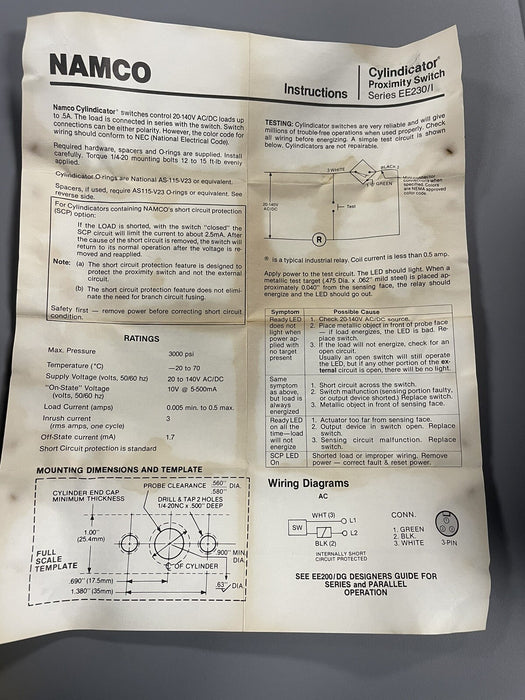 NAMCO
Instructions
Cylindicator®
Proximity Switch
Series EE230/1
Namco Cylindicator® switches control 20-140V AC/DC loads up
to .5A. The load is connected in series with the switch. Switch
connections can be either polarity. However, the color code for
wiring should conform to NEC (National Electrical Code).
Required hardware, spacers and O-rings are supplied. Install
carefully. Torque 1/4-20 mounting bolts 12 to 15 ft-lb evenly
applied.
Cylindicator O-rings are National AS-115-V23 or equivalent.
Spacers, if used, require AS115-V23 O-rings or equivalent. See
reverse side.
For Cylindicators containing NAMCO's short circuit protection
(SCP) option:
If the LOAD is shorted, with the switch "closed" the
SCP circuit will limit the current to about 2.5mA. After
the cause of the short is removed, the switch will
return to its normal operation after the voltage is re-
moved and reapplied.
Note: (a) The short circuit protection feature is designed to
protect the proximity switch and not the external
circuit.
(b) The short circuit protection feature does not elimi-
nate the need for branch circuit fusing.
Safety first — remove power before correcting short circuit
condition.
RATINGS
Max. Pressure 3000 psi
Temperature (°C) —20 to 70
Supply Voltage (volts, 50/60 hz) 20 to 140V AC/DC
"On-State" Voltage 10V @ 5-500mA
(volts, 50/60 hz)
Load Current (amps) 0.005 min. to 0.5 max.
Inrush current 3
(rms amps, one cycle)
Off-State current (mA) 1.7
Short Circuit protection is standard
MOUNTING DIMENSIONS AND TEMPLATE
PROBE CLEARANCE .560" DIA.
.580"
CYLINDER END CAP
MINIMUM THICKNESS
DRILL & TAP 2 HOLES
1/4-20NC x .500" DEEP
1.00"
(25.4mm)
FULL
SCALE
TEMPLATE
.900" MIN.
DIA.
OF CYLINDER
.690" (17.5mm)
1.380" (35mm)
.63" DIA
TESTING: Cylindicator switches are very reliable and will give
millions of trouble-free operations when used properly. Check
all wiring before energizing. A simple test circuit is shown
below. Cylindicators are not repairable.
3 WHITE
BLACK 2
1 GREEN
specified. Colors
are NEMA approved
color code.
20-140V
AC/DC
Test
R
® is a typical industrial relay. Coil current is less than 0.5 amp.
Apply power to the test circuit. The LED should light. When a
metallic test target (.475 Dia. x .062" mild steel) is placed ap-
proximately 0.040" from the sensing face, the relay should
energize and the LED should go out.
Symptom Possible Cause
Ready LED
does not
light when
power ap-
plied with
no target
present
1. Check 20-140V AC/DC source.
2. Place metallic object in front of probe face
— if load energizes, the LED is bad. Re-
place switch.
3. If the load will not energize, check for an
open circuit.
Usually an open switch will still operate
the LED, but if any other portion of the ex-
ternal circuit is open, there will be no light.
Same
symptom
as above,
but load is
always
energized
1. Short circuit across the switch.
2. Switch malfunction (sensing portion faulty,
or output device shorted.) Replace switch.
3. Metallic object in front of sensing face.
Ready LED
on all the
time—load
will not
energize
1. Actuator too far from sensing face.
2. Output device in switch open. Replace
switch.
3. Sensing circuit malfunction. Replace
switch.
SCP LED
On
Shorted load or improper wiring. Remove
power — correct fault & reset power.
Wiring Diagrams
AC
WHT (3)
SW
L1
L2
BLK (2)
INTERNALLY SHORT
CIRCUIT PROTECTED
CONN.
1. GREEN
2. BLK.
3. WHITE
3-PIN
SEE EE200/DG DESIGNERS GUIDE FOR
SERIES and PARALLEL
OPERATION